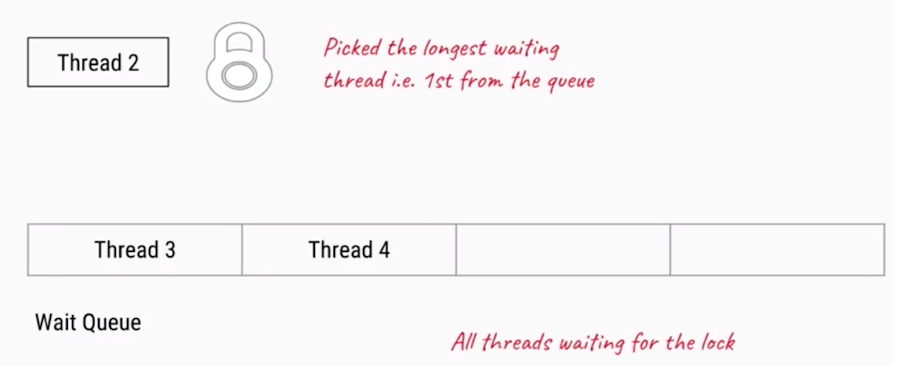 Thread 2
Picked the longest waiting
thread i.e. 1st from the queue
Thread 3
Thread 4
Wait Queue
All threads waiting for the lock